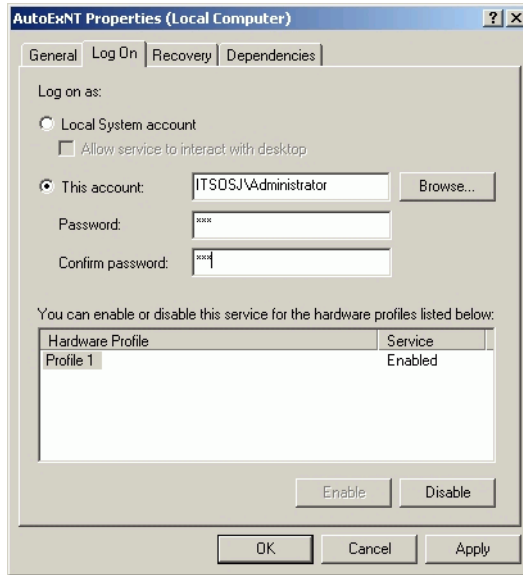 AutoExNT Properties (Local Computer)
General Log On Recovery Dependencies
Log on as:
Local System account
Allow service to interact with desktop
This account: ITSOSJ\Administrator Browse...
Password: xxx
Confirm password: xxx
You can enable or disable this service for the hardware profiles listed below:
Hardware Profile Service
Profile 1 Enabled
Enable Disable
OK Cancel Apply